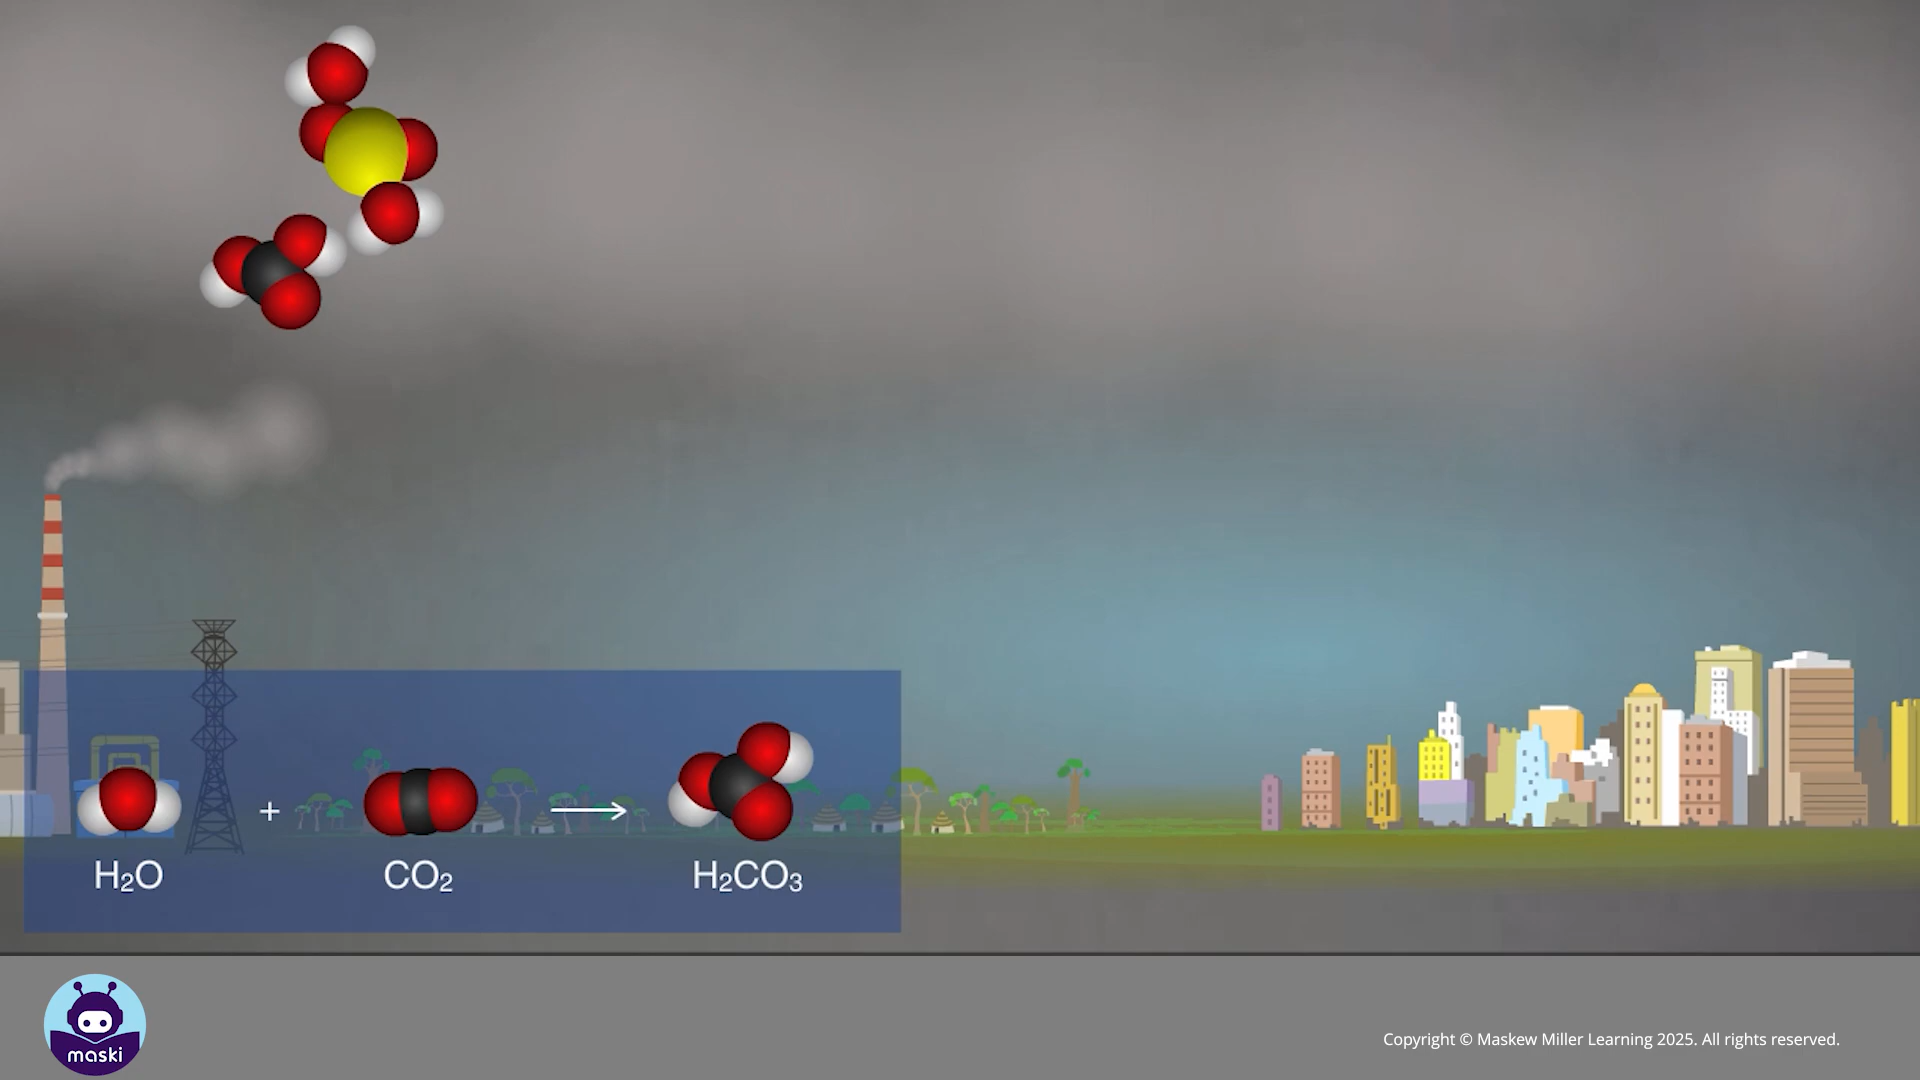 +
H₂O
CO₂
H₂CO₃
maski
Copyright © Maskew Miller Learning 2025. All rights reserved.